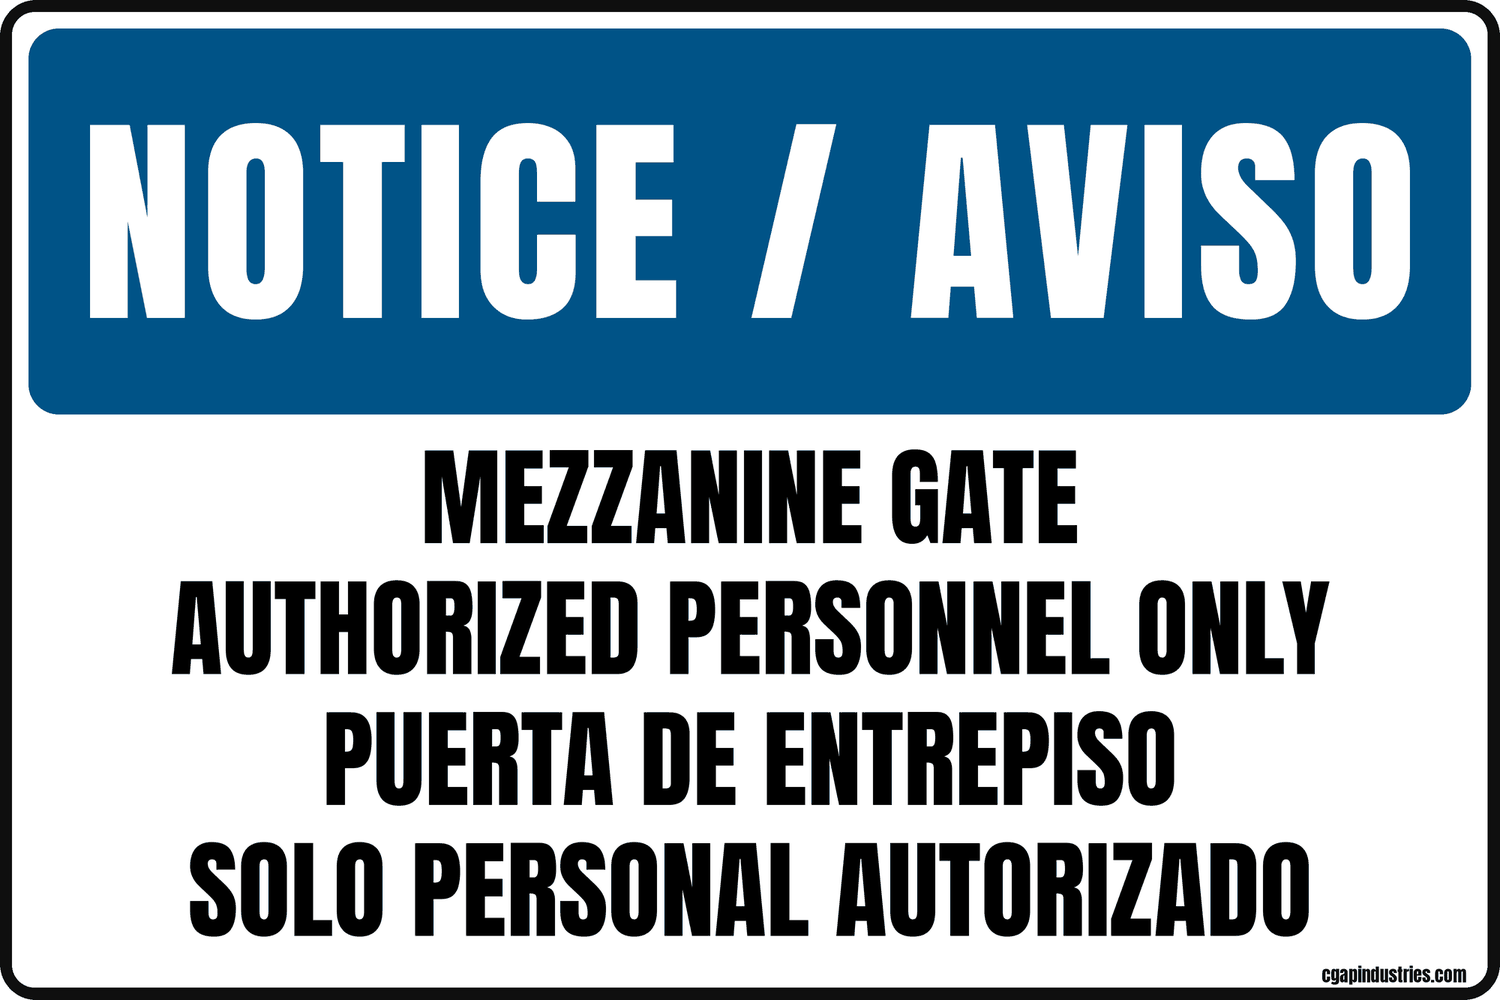 NOTICE / AVISO
MEZZANINE GATE
AUTHORIZED PERSONNEL ONLY
PUERTA DE ENTREPISO
SOLO PERSONAL AUTORIZADO
cgapindustries.com